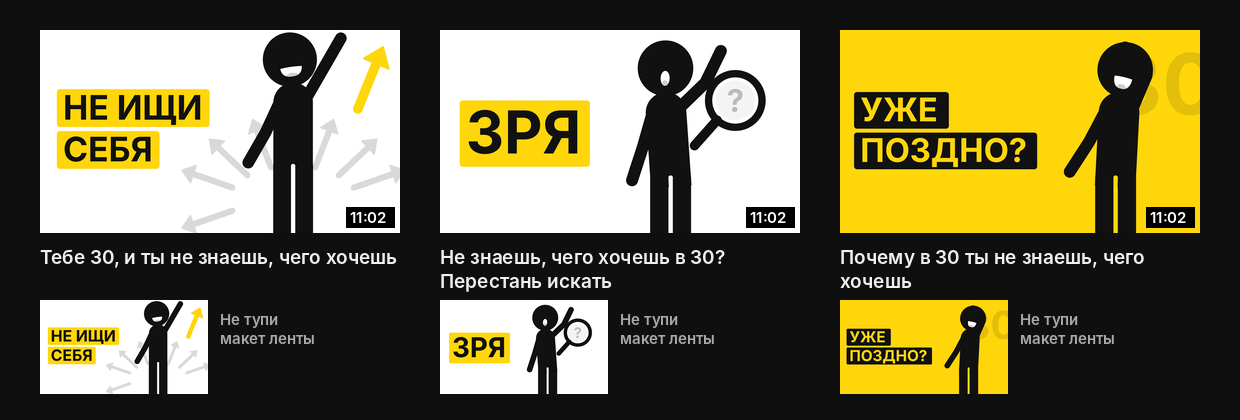 НЕ ИЩИ
СЕБЯ
11:02
Тебе 30, и ты не знаешь, чего хочешь
НЕ ИЩИ
СЕБЯ
Не тупи
макет ленты
ЗРЯ
?
11:02
Не знаешь, чего хочешь в 30?
Перестань искать
ЗРЯ
?
Не тупи
макет ленты
30
УЖЕ
ПОЗДНО?
11:02
Почему в 30 ты не знаешь, чего
хочешь
30
УЖЕ
ПОЗДНО?
Не тупи
макет ленты